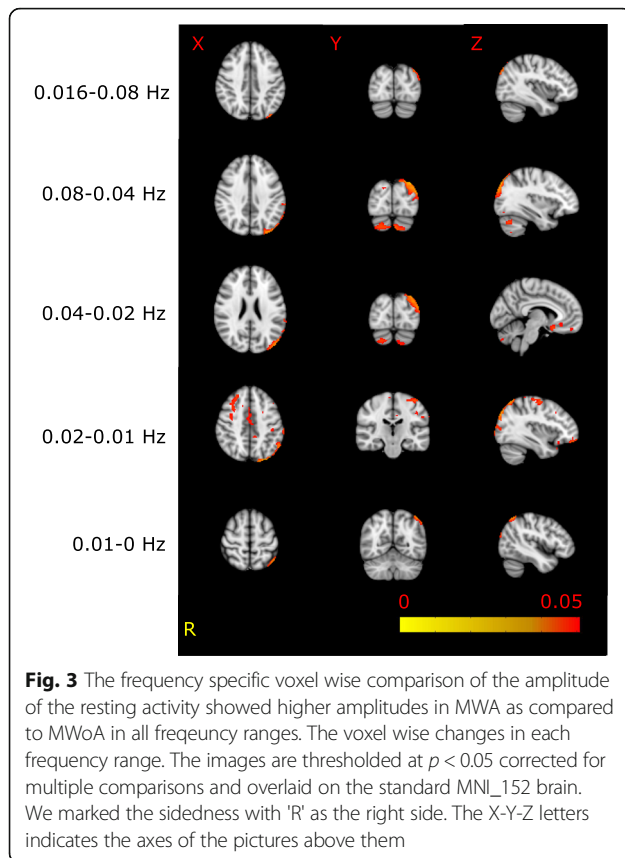 X Y Z
0.016-0.08 Hz
0.08-0.04 Hz
0.04-0.02 Hz
0.02-0.01 Hz
0.01-0 Hz
0 0.05
R
Fig. 3 The frequency specific voxel wise comparison of the amplitude
of the resting activity showed higher amplitudes in MWA as compared
to MWoA in all freqeuncy ranges. The voxel wise changes in each
frequency range. The images are thresholded at p < 0.05 corrected for
multiple comparisons and overlaid on the standard MNI_152 brain.
We marked the sidedness with 'R' as the right side. The X-Y-Z letters
indicates the axes of the pictures above them